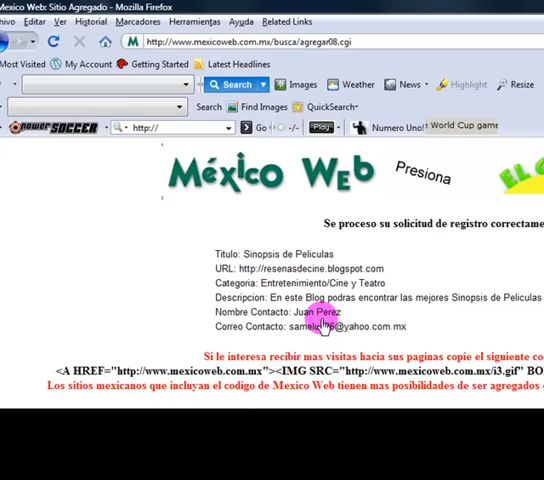 Mexico Web: Sitio Agregado - Mozilla Firefox
Editar Ver Historial Marcadores Herramientas Ayuda Related Links
http://www.mexicoweb.com.mx/busca/agregar08.cgi
Most Visited My Account Getting Started Latest Headlines
Search Images Weather News Highlight Resize
Search Find Images QuickSearch
POWER SOCCER http:// Go Play Numero Uno! World Cup game
México Web Presiona
Se proceso su solicitud de registro correctame
Titulo: Sinopsis de Peliculas
URL: http://resenasdecine.blogspot.com
Categoria: Entretenimiento/Cine y Teatro
Descripcion: En este Blog podras encontrar las mejores Sinopsis de Peliculas
Nombre Contacto: Juan Perez
Correo Contacto: @yahoo.com.mx
Si le interesa recibir mas visitas hacia sus paginas copie el siguiente co
<A HREF="http://www.mexicoweb.com.mx"><IMG SRC="http://www.mexicoweb.com.mx/i3.gif" BO
Los sitios mexicanos que incluyan el codigo de Mexico Web tienen mas posibilidades de ser agregados